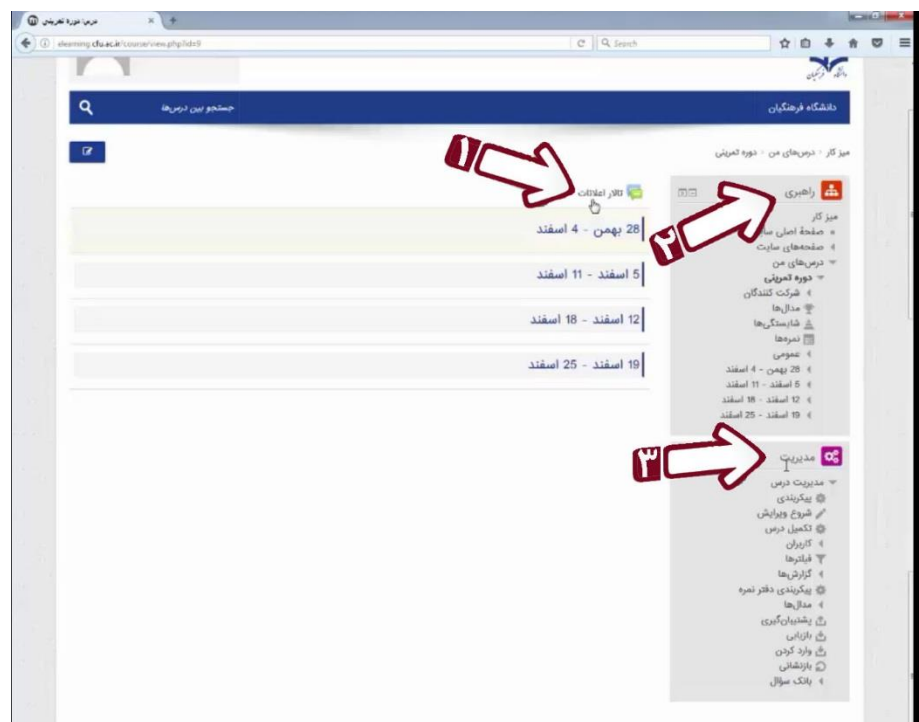 درس: دوره تمرینی
elearning.cfu.ac.ir/course/view.php?id=9
Search
دانشگاه فرهنگیان
دانشگاه فرهنگیان
جستجو بین درس‌ها
میز کار
درس‌های من
دوره تمرینی
۱
تالار اعلانات
28 بهمن - 4 اسفند
5 اسفند - 11 اسفند
12 اسفند - 18 اسفند
19 اسفند - 25 اسفند
راهبری
۲
میز کار
صفحهٔ اصلی
صفحه‌های سایت
درس‌های من
دوره تمرینی
شرکت کنندگان
مدال‌ها
شایستگی‌ها
نمره‌ها
عمومی
28 بهمن - 4 اسفند
5 اسفند - 11 اسفند
12 اسفند - 18 اسفند
19 اسفند - 25 اسفند
۳
مدیریت
مدیریت درس
پیکربندی
شروع ویرایش
تکمیل درس
کاربران
فیلترها
گزارش‌ها
پیکربندی دفتر نمره
مدال‌ها
پشتیبان‌گیری
بازیابی
وارد کردن
بازنشانی
بانک سؤال